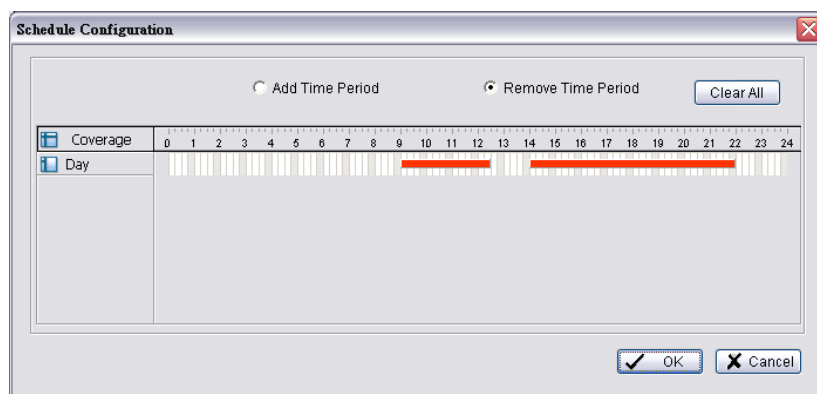 Schedule Configuration
Add Time Period Remove Time Period Clear All
Coverage 0 1 2 3 4 5 6 7 8 9 10 11 12 13 14 15 16 17 18 19 20 21 22 23 24
Day
OK Cancel